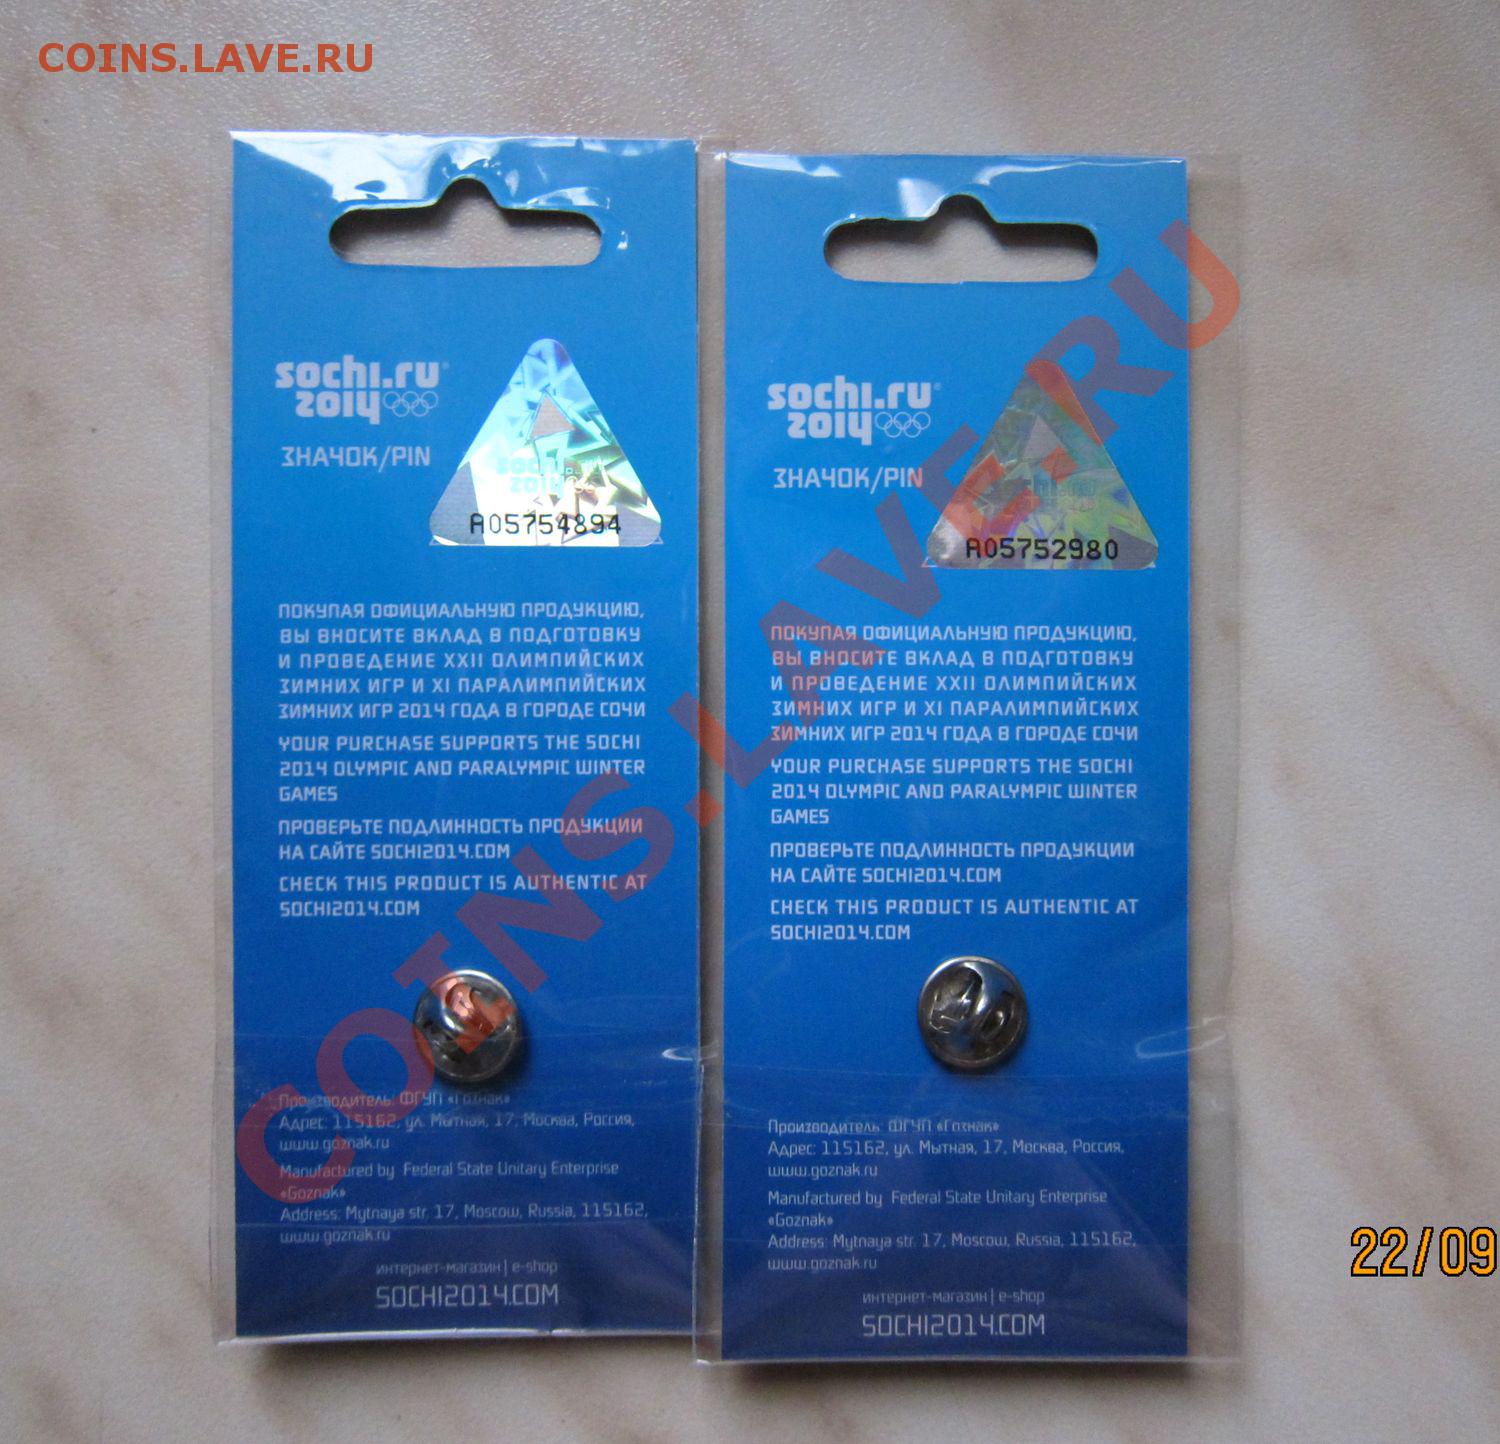 COINS.LAVE.RU
sochi.ru
2014
ЗНАЧОК/PIN
sochi.ru
2014
A05754894
ПОКУПАЯ ОФИЦИАЛЬНУЮ ПРОДУКЦИЮ,
ВЫ ВНОСИТЕ ВКЛАД В ПОДГОТОВКУ
И ПРОВЕДЕНИЕ XXII ОЛИМПИЙСКИХ
ЗИМНИХ ИГР И XI ПАРАЛИМПИЙСКИХ
ЗИМНИХ ИГР 2014 ГОДА В ГОРОДЕ СОЧИ
YOUR PURCHASE SUPPORTS THE SOCHI
2014 OLYMPIC AND PARALYMPIC WINTER
GAMES
ПРОВЕРЬТЕ ПОДЛИННОСТЬ ПРОДУКЦИИ
НА САЙТЕ SOCHI2014.COM
CHECK THIS PRODUCT IS AUTHENTIC AT
SOCHI2014.COM
Производитель: ФГУП «Гознак»
Адрес: 115162, ул. Мытная, 17, Москва, Россия,
www.goznak.ru
Manufactured by Federal State Unitary Enterprise
«Goznak»
Address: Mytnaya str. 17, Moscow, Russia, 115162,
www.goznak.ru
интернет-магазин | e-shop
SOCHI2014.COM
sochi.ru
2014
ЗНАЧОК/PIN
sochi.ru
A05752980
ПОКУПАЯ ОФИЦИАЛЬНУЮ ПРОДУКЦИЮ,
ВЫ ВНОСИТЕ ВКЛАД В ПОДГОТОВКУ
И ПРОВЕДЕНИЕ XXII ОЛИМПИЙСКИХ
ЗИМНИХ ИГР И XI ПАРАЛИМПИЙСКИХ
ЗИМНИХ ИГР 2014 ГОДА В ГОРОДЕ СОЧИ
YOUR PURCHASE SUPPORTS THE SOCHI
2014 OLYMPIC AND PARALYMPIC WINTER
GAMES
ПРОВЕРЬТЕ ПОДЛИННОСТЬ ПРОДУКЦИИ
НА САЙТЕ SOCHI2014.COM
CHECK THIS PRODUCT IS AUTHENTIC AT
SOCHI2014.COM
Производитель: ФГУП «Гознак»
Адрес: 115162, ул. Мытная, 17, Москва, Россия,
www.goznak.ru
Manufactured by Federal State Unitary Enterprise
«Goznak»
Address: Mytnaya str. 17, Moscow, Russia, 115162,
www.goznak.ru
интернет-магазин | e-shop
SOCHI2014.COM
COINS.LAVE.RU
22/09